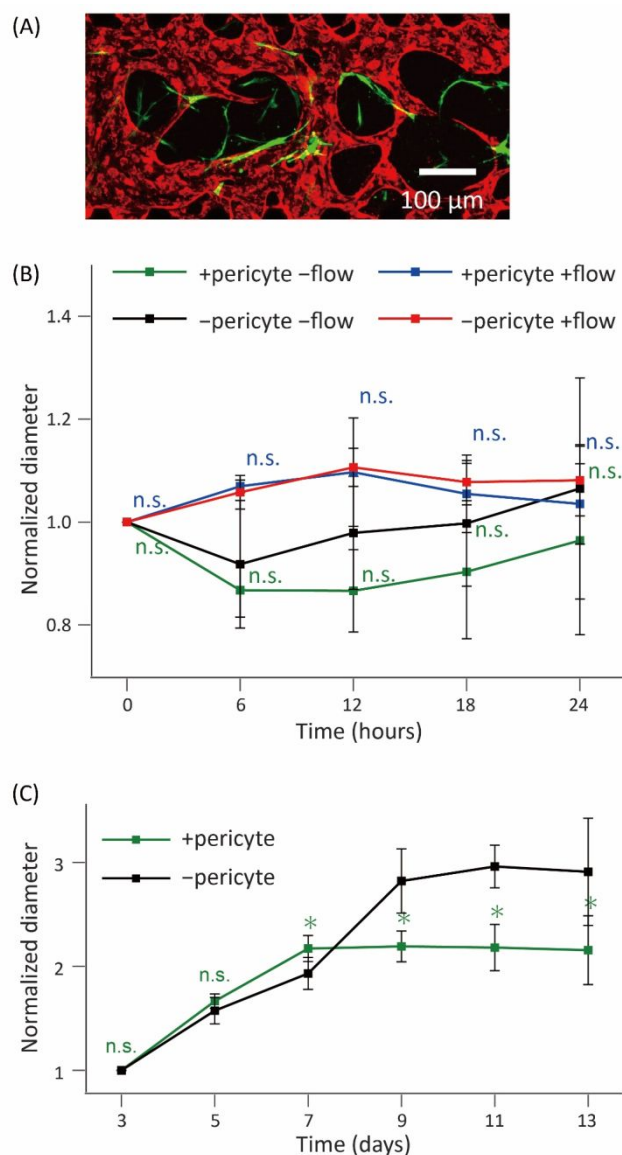 (A)
100 µm
(B)
+pericyte −flow
+pericyte +flow
−pericyte −flow
−pericyte +flow
1.4
1.2
1.0
0.8
n.s.
n.s.
n.s.
n.s.
n.s.
n.s.
n.s.
n.s.
n.s.
n.s.
Normalized diameter
0 6 12 18 24
Time (hours)
(C)
+pericyte
−pericyte
3
2
1
n.s.
n.s.
* * * *
Normalized diameter
3 5 7 9 11 13
Time (days)